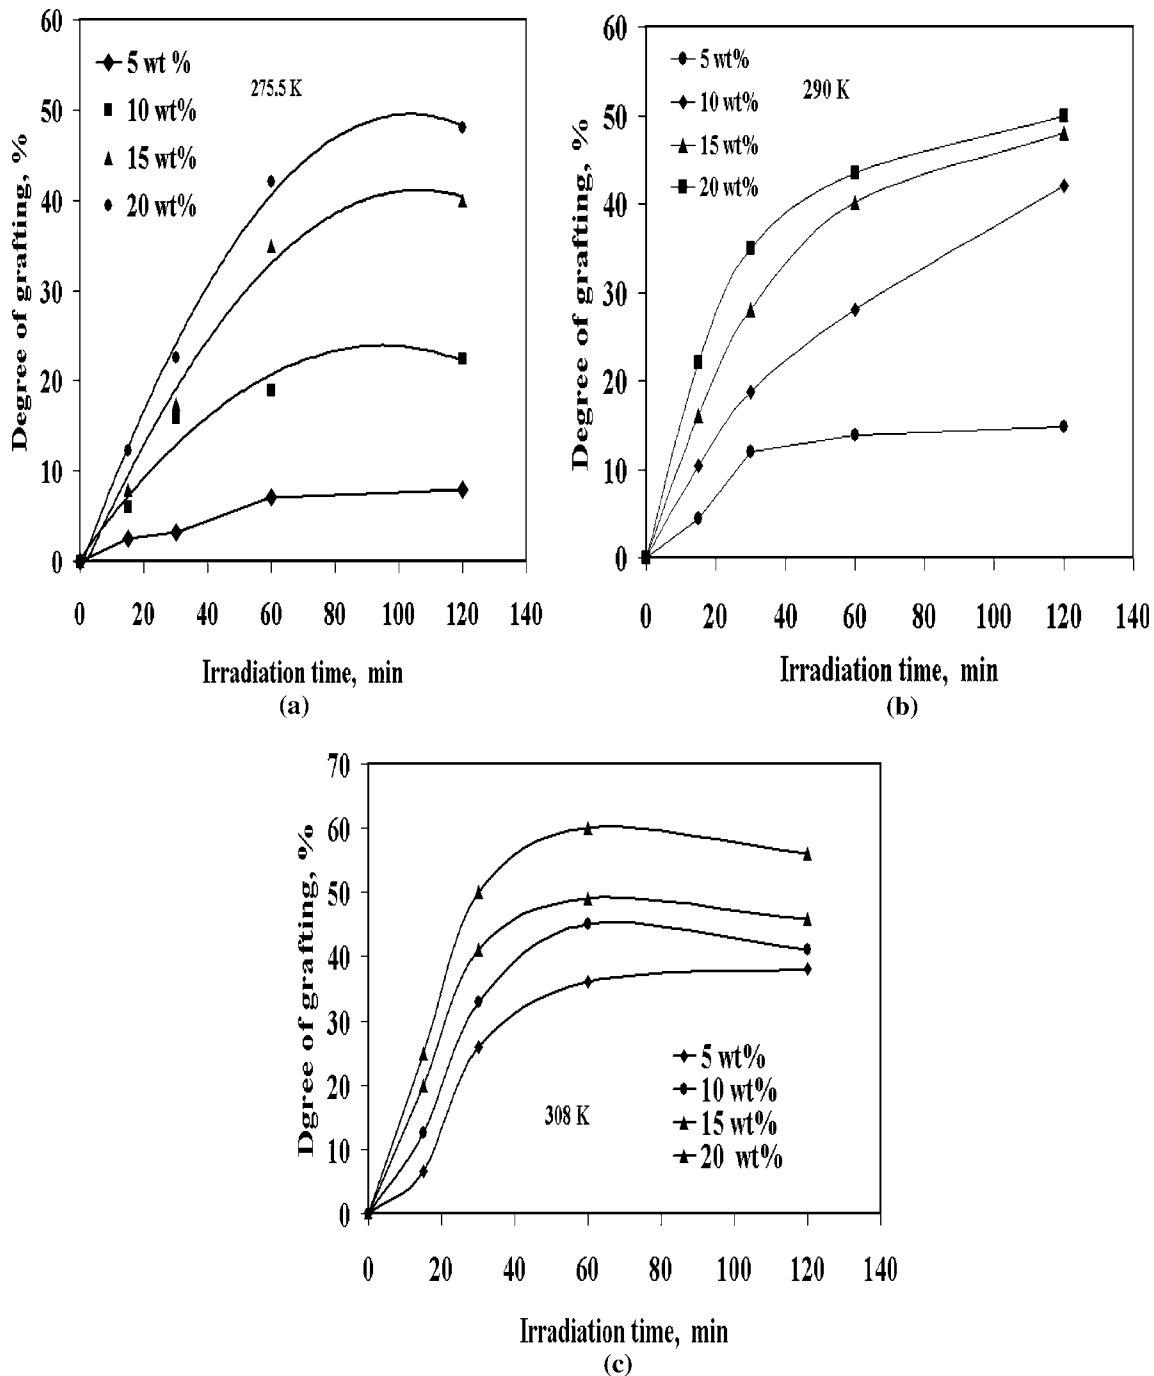 60
50
40
30
20
10
0
Degree of grafting, %
5 wt %
10 wt%
15 wt%
20 wt%
275.5 K
0 20 40 60 80 100 120 140
Irradiation time, min
(a)
60
50
40
30
20
10
0
Degree of grafting, %
5 wt%
10 wt%
15 wt%
20 wt%
290 K
0 20 40 60 80 100 120 140
Irradiation time, min
(b)
70
60
50
40
30
20
10
0
Dgree of grafting, %
5 wt%
10 wt%
15 wt%
20 wt%
308 K
0 20 40 60 80 100 120 140
Irradiation time, min
(c)